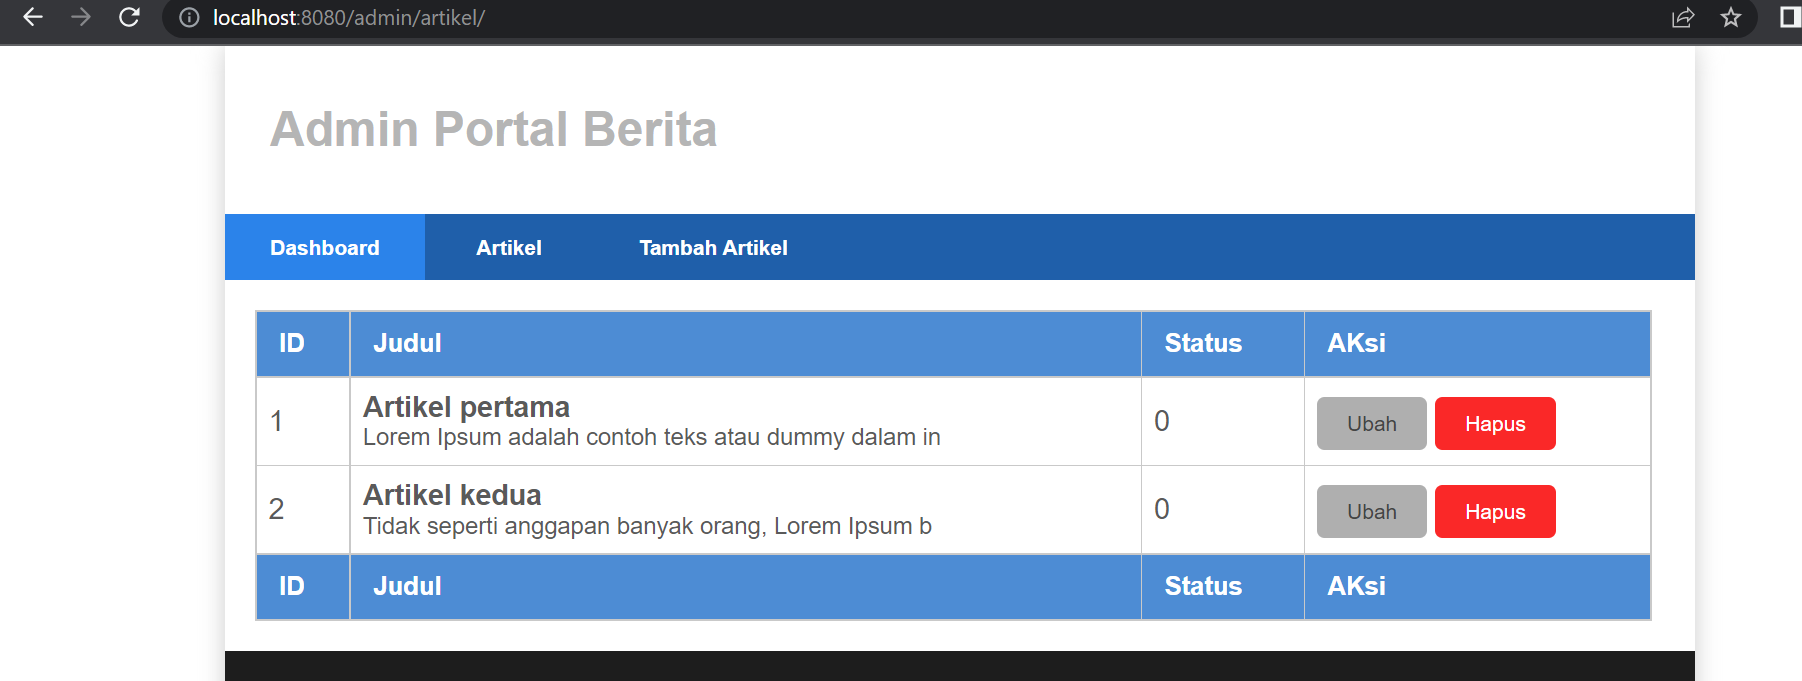 localhost:8080/admin/artikel/
Admin Portal Berita
Dashboard Artikel Tambah Artikel
ID Judul Status AKsi
1 Artikel pertama 0 Ubah Hapus
Lorem Ipsum adalah contoh teks atau dummy dalam in
2 Artikel kedua 0 Ubah Hapus
Tidak seperti anggapan banyak orang, Lorem Ipsum b
ID Judul Status AKsi